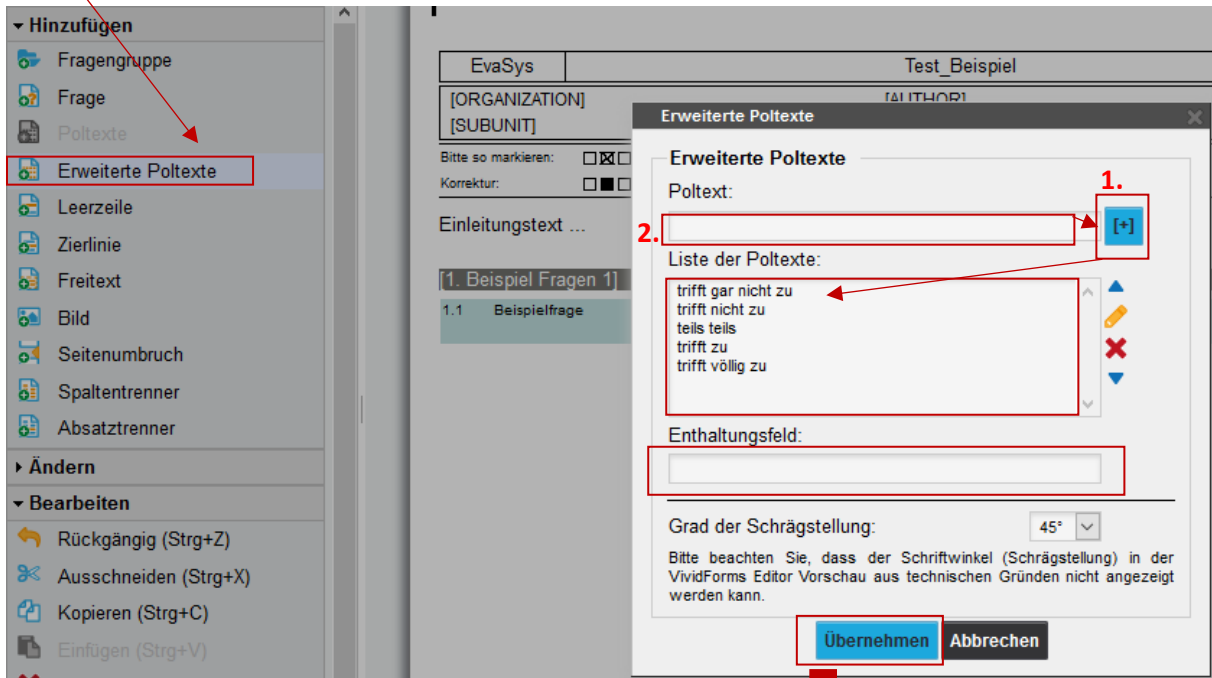 Hinzufügen
Fragengruppe
Frage
Poltexte
Erweiterte Poltexte
Leerzeile
Zierlinie
Freitext
Bild
Seitenumbruch
Spaltentrenner
Absatztrenner
Ändern
Bearbeiten
Rückgängig (Strg+Z)
Ausschneiden (Strg+X)
Kopieren (Strg+C)
Einfügen (Strg+V)
EvaSys Test_Beispiel
[ORGANIZATION] [AUTHOR]
[SUBUNIT]
Bitte so markieren:
Korrektur:
Einleitungstext ...
[1. Beispiel Fragen 1]
1.1 Beispielfrage
Erweiterte Poltexte
Erweiterte Poltexte
Poltext:
1.
[+]
2.
Liste der Poltexte:
trifft gar nicht zu
trifft nicht zu
teils teils
trifft zu
trifft völlig zu
Enthaltungsfeld:
Grad der Schrägstellung: 45°
Bitte beachten Sie, dass der Schriftwinkel (Schrägstellung) in der
VividForms Editor Vorschau aus technischen Gründen nicht angezeigt
werden kann.
Übernehmen Abbrechen